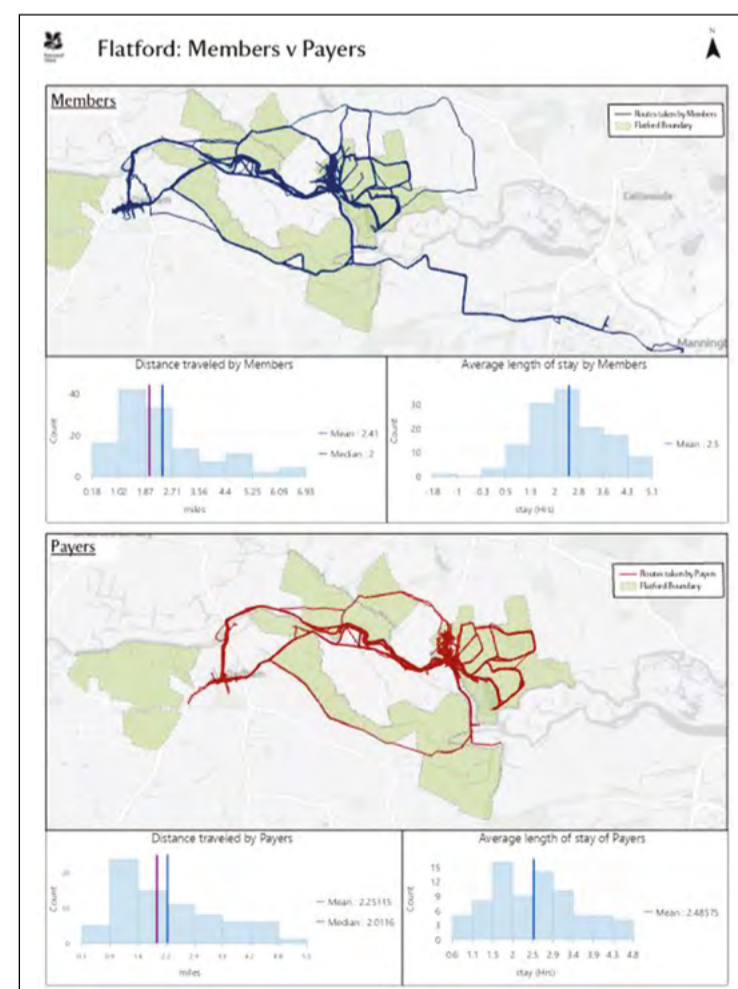 Flatford: Members v Payers
N
Members
Routes taken by Members
Flatford Boundary
Distance traveled by Members
Count
40
20
0
0.18 1.02 1.87 2.71 3.56 4.4 5.25 6.09 6.93
miles
Mean : 2.41
Median : 2
Average length of stay by Members
Count
30
20
10
0
-1.8 -1 -0.3 0.5 1.3 2 2.8 3.6 4.3 5.1
stay (Hrs)
Mean : 2.5
Payers
Routes taken by Payers
Flatford Boundary
Distance traveled by Payers
Count
miles
Mean : 2.25115
Median : 2.0116
Average length of stay of Payers
Count
15
12
9
6
3
0
0.6 1.1 1.5 2 2.5 2.9 3.4 3.9 4.3 4.8
stay (Hrs)
Mean : 2.48575